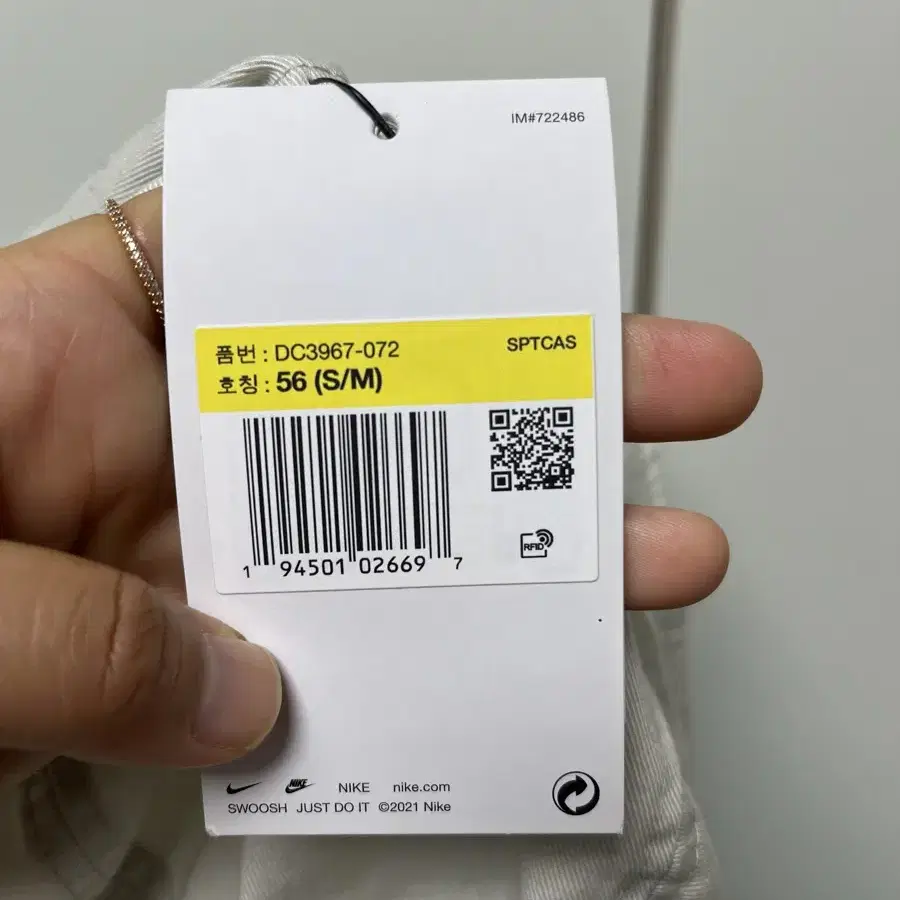 IM#722486
품번 : DC3967-072
SPTCAS
호칭 : 56 (S/M)
RFID
1 94501 02669 7
NIKE NIKE nike.com
SWOOSH JUST DO IT ©2021 Nike